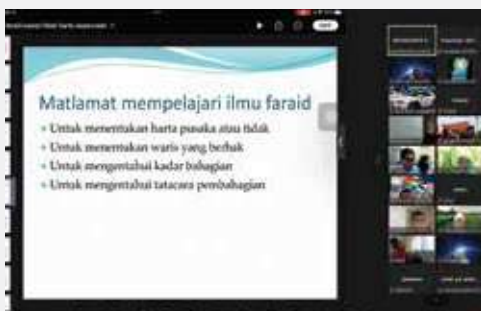 Matlamat mempelajari ilmu faraid
Untuk menentukan harta pusaka atau tidak
Untuk menentukan waris yang berhak
Untuk mengetahui kadar bahagian
Untuk mengetahui tatacara pembahagian